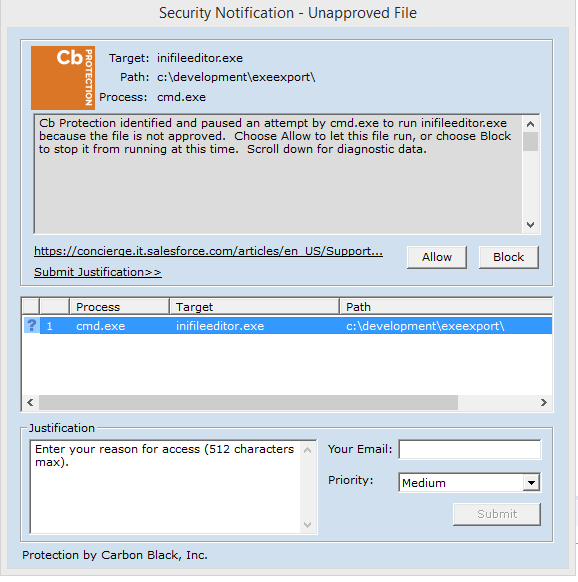 Security Notification - Unapproved File
Cb
PROTECTION
Target: inifileeditor.exe
Path: c:\development\exeexport\
Process: cmd.exe
Cb Protection identified and paused an attempt by cmd.exe to run inifileeditor.exe
because the file is not approved. Choose Allow to let this file run, or choose Block
to stop it from running at this time. Scroll down for diagnostic data.
https://concierge.it.salesforce.com/articles/en_US/Support...
Allow Block
Submit Justification>>
Process Target Path
? 1 cmd.exe inifileeditor.exe c:\development\exeexport\
Justification
Enter your reason for access (512 characters
max).
Your Email:
Priority: Medium
Submit
Protection by Carbon Black, Inc.